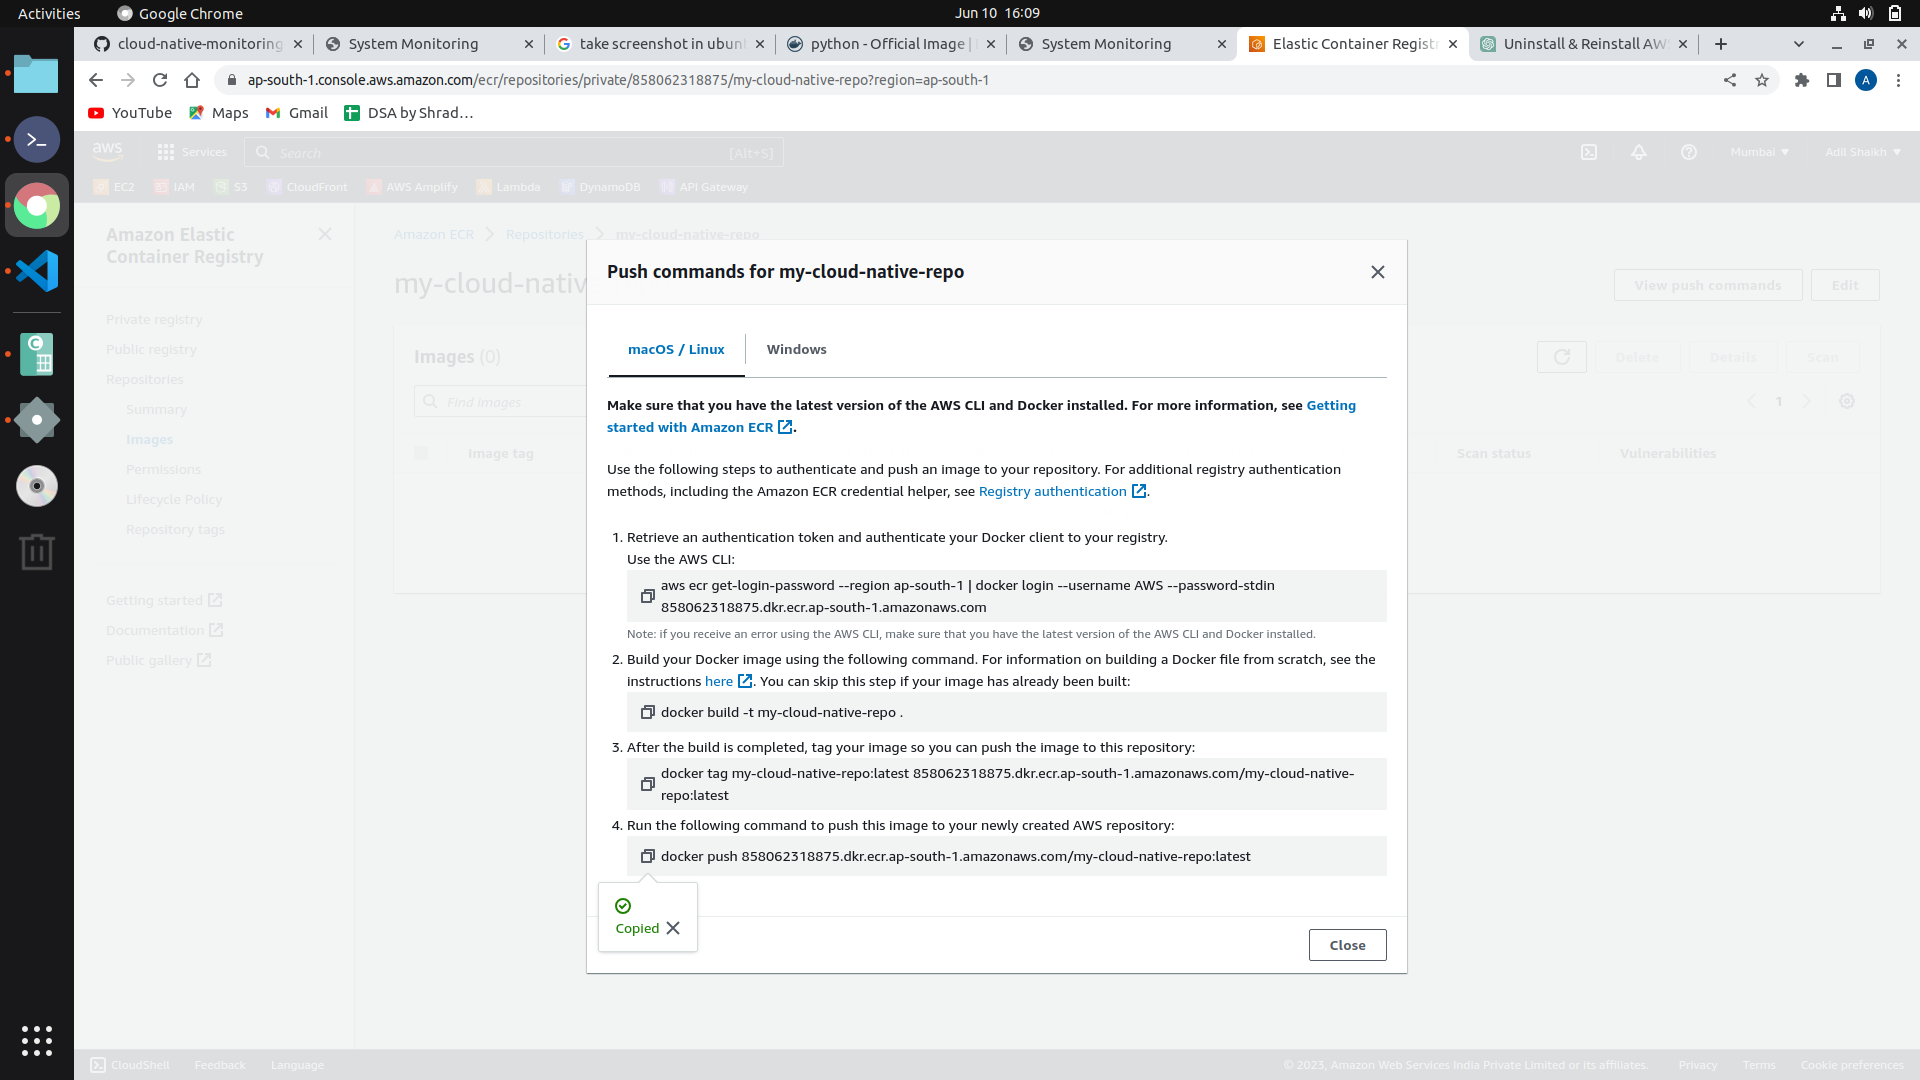 Activities
Google Chrome
Jun 10 16:09
cloud-native-monitoring
System Monitoring
take screenshot in ubun
python - Official Image |
System Monitoring
Elastic Container Regist
Uninstall & Reinstall AW
ap-south-1.console.aws.amazon.com/ecr/repositories/private/858062318875/my-cloud-native-repo?region=ap-south-1
A
YouTube
Maps
Gmail
DSA by Shrad...
aws
Services
Search
[Alt+S]
Mumbai
Adil Shaikh
EC2
IAM
S3
CloudFront
AWS Amplify
Lambda
DynamoDB
API Gateway
Amazon Elastic
Container Registry
Private registry
Public registry
Repositories
Summary
Images
Permissions
Lifecycle Policy
Repository tags
Getting started
Documentation
Public gallery
Amazon ECR
Repositories
my-cloud-native-repo
my-cloud-nativ
View push commands
Edit
Images (0)
Delete
Details
Scan
Find Images
1
Image tag
Scan status
Vulnerabilities
Push commands for my-cloud-native-repo
macOS / Linux
Windows
Make sure that you have the latest version of the AWS CLI and Docker installed. For more information, see Getting
started with Amazon ECR.
Use the following steps to authenticate and push an image to your repository. For additional registry authentication
methods, including the Amazon ECR credential helper, see Registry authentication.
1. Retrieve an authentication token and authenticate your Docker client to your registry.
Use the AWS CLI:
aws ecr get-login-password --region ap-south-1 | docker login --username AWS --password-stdin
858062318875.dkr.ecr.ap-south-1.amazonaws.com
Note: if you receive an error using the AWS CLI, make sure that you have the latest version of the AWS CLI and Docker installed.
2. Build your Docker image using the following command. For information on building a Docker file from scratch, see the
instructions here. You can skip this step if your image has already been built:
docker build -t my-cloud-native-repo .
3. After the build is completed, tag your image so you can push the image to this repository:
docker tag my-cloud-native-repo:latest 858062318875.dkr.ecr.ap-south-1.amazonaws.com/my-cloud-native-
repo:latest
4. Run the following command to push this image to your newly created AWS repository:
docker push 858062318875.dkr.ecr.ap-south-1.amazonaws.com/my-cloud-native-repo:latest
Copied
Close
CloudShell
Feedback
Language
© 2023, Amazon Web Services India Private Limited or its affiliates.
Privacy
Terms
Cookie preferences